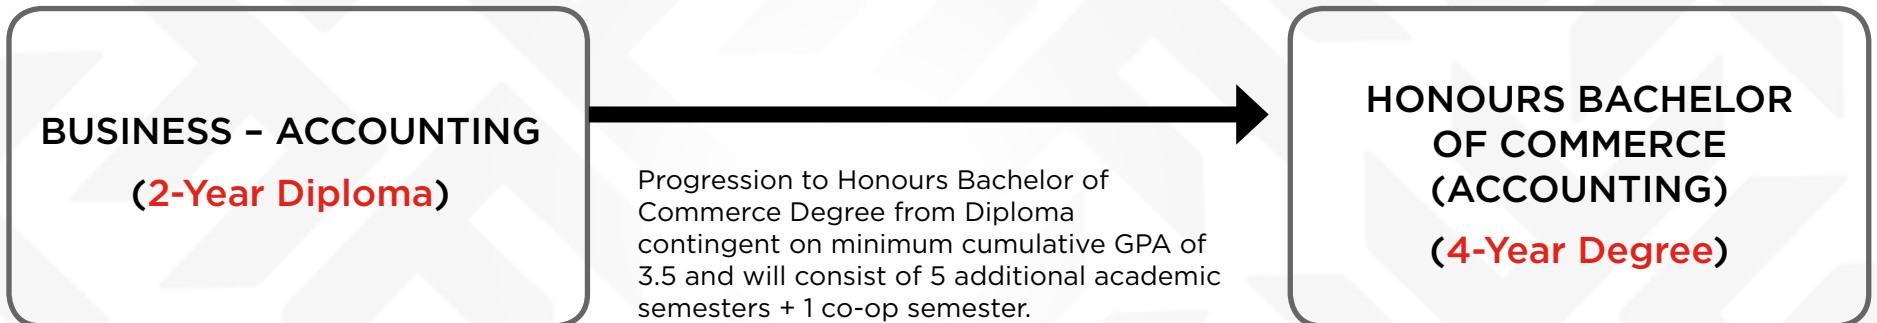 BUSINESS – ACCOUNTING
(2-Year Diploma)
Progression to Honours Bachelor of
Commerce Degree from Diploma
contingent on minimum cumulative GPA of
3.5 and will consist of 5 additional academic
semesters + 1 co-op semester.
HONOURS BACHELOR
OF COMMERCE
(ACCOUNTING)
(4-Year Degree)